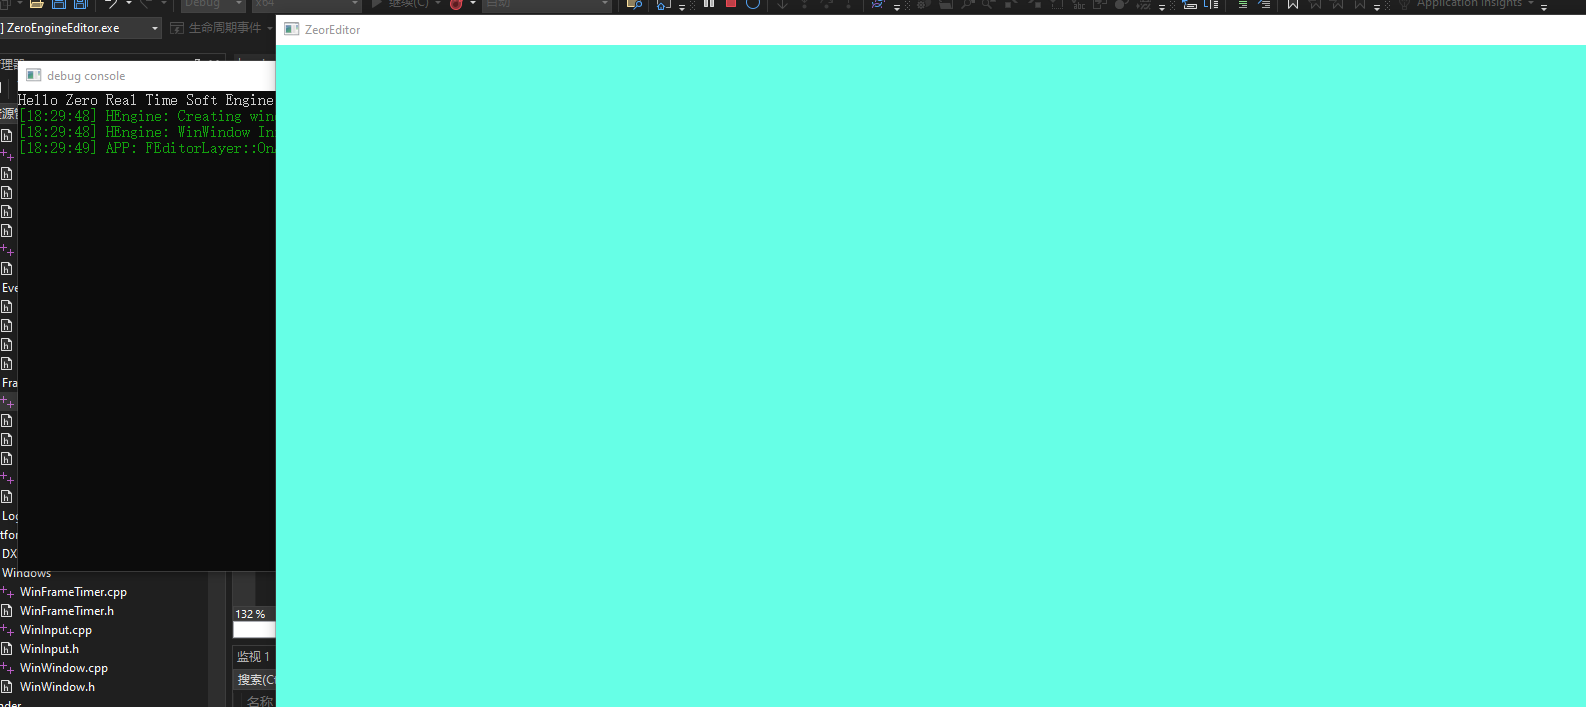 Debug
x64
继续(C)
自动
Application Insights
] ZeroEngineEditor.exe
生命周期事件
ZeorEditor
debug console
Hello Zero Real Time Soft Engine
[18:29:48] HEngine: Creating win
[18:29:48] HEngine: WinWindow In
[18:29:49] APP: FEditorLayer::On
Eve
Fra
Log
tfor
DX
Windows
WinFrameTimer.cpp
WinFrameTimer.h
WinInput.cpp
WinInput.h
WinWindow.cpp
WinWindow.h
nder
132 %
监视 1
搜索(C
名称